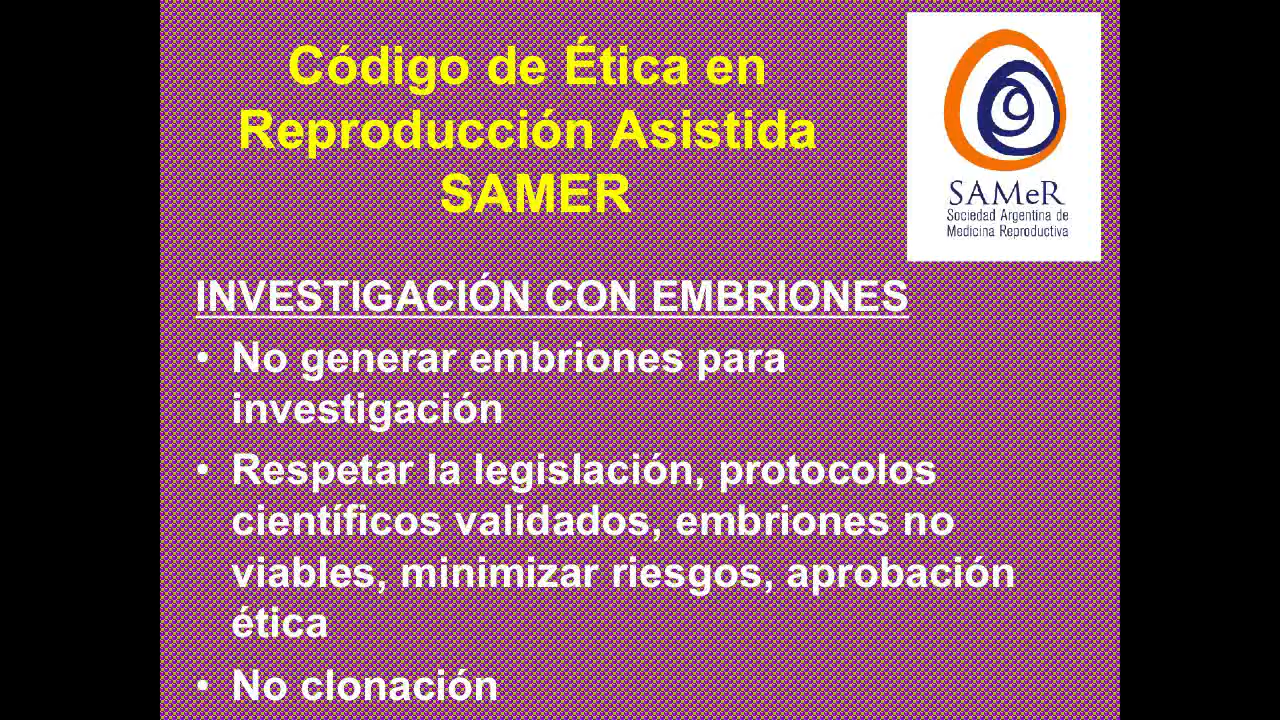 Código de Ética en
Reproducción Asistida
SAMER
SAMeR
Sociedad Argentina de
Medicina Reproductiva
INVESTIGACIÓN CON EMBRIONES
• No generar embriones para
investigación
• Respetar la legislación, protocolos
científicos validados, embriones no
viables, minimizar riesgos, aprobación
ética
• No clonación